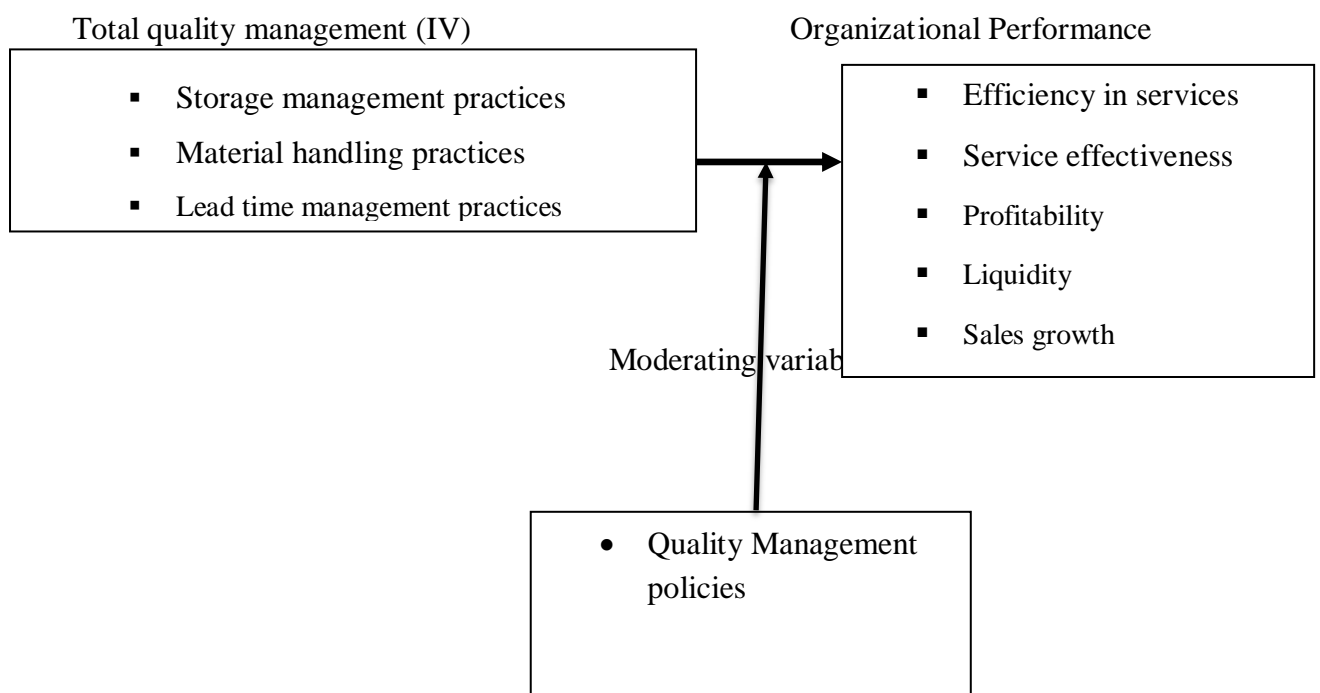 Total quality management (IV)
Organizational Performance
▪ Storage management practices
▪ Material handling practices
▪ Lead time management practices
▪ Efficiency in services
▪ Service effectiveness
▪ Profitability
▪ Liquidity
▪ Sales growth
Moderating
• Quality Management
policies